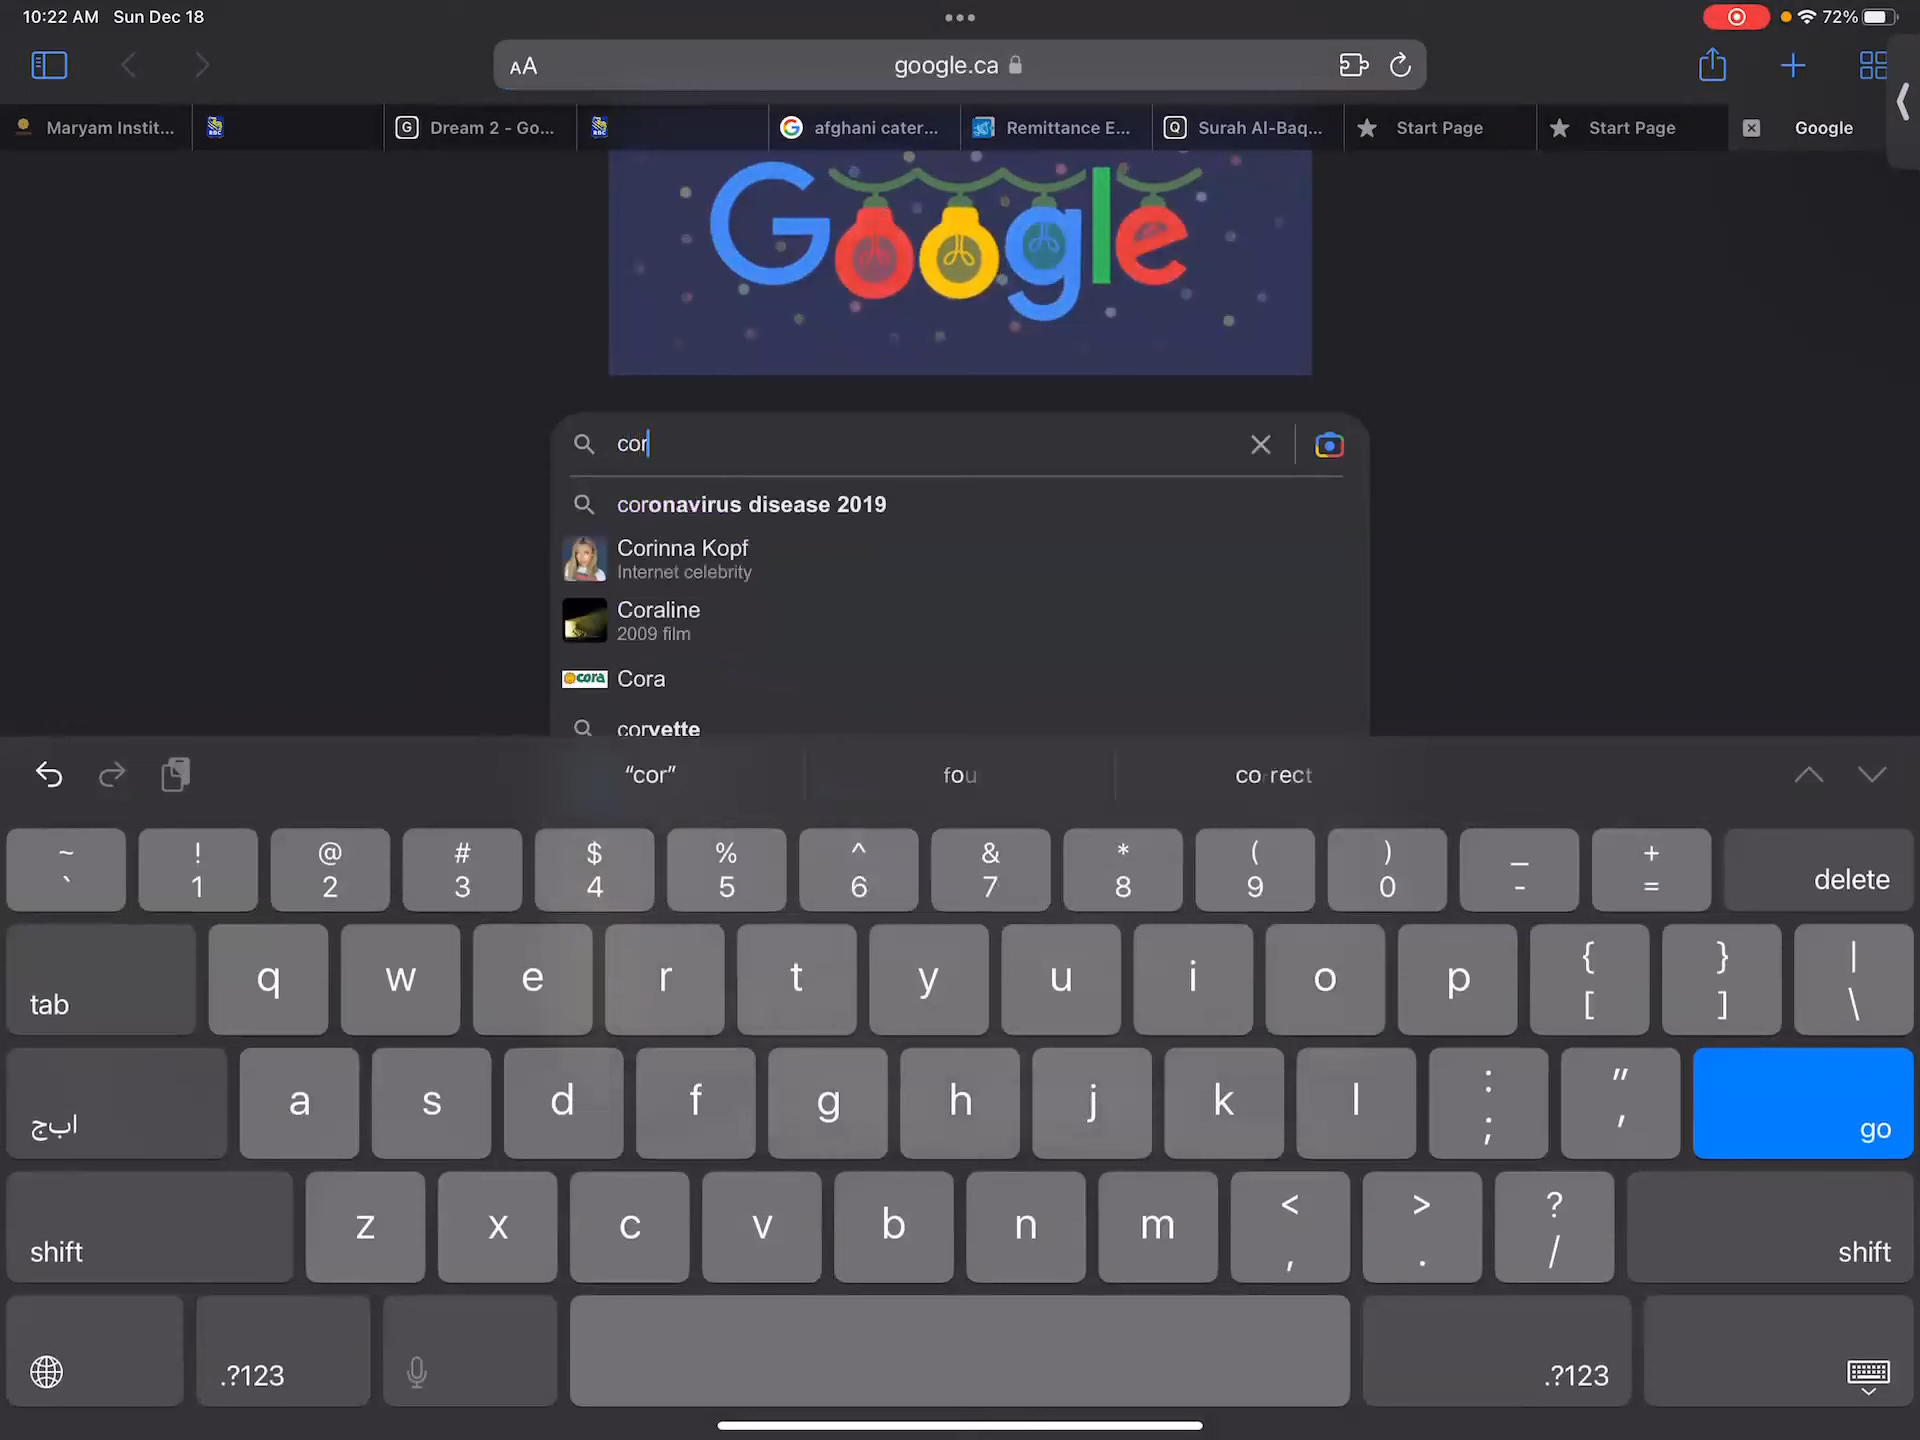 10:22 AM Sun Dec 18
72%
AA google.ca
Maryam Instit... Dream 2 - Go... afghani cater... Remittance E... Surah Al-Baq... Start Page Start Page Google
Google
cor
coronavirus disease 2019
Corinna Kopf
Internet celebrity
Coraline
2009 film
cora Cora
corvette
“cor” fou correct
~ ! @ # $ % ^ & * ( ) _ +
` 1 2 3 4 5 6 7 8 9 0 - = delete
tab q w e r t y u i o p { [ } ] | \
ابج a s d f g h j k l : ; " ' go
shift z x c v b n m < , > . ? / shift
.?123 .?123